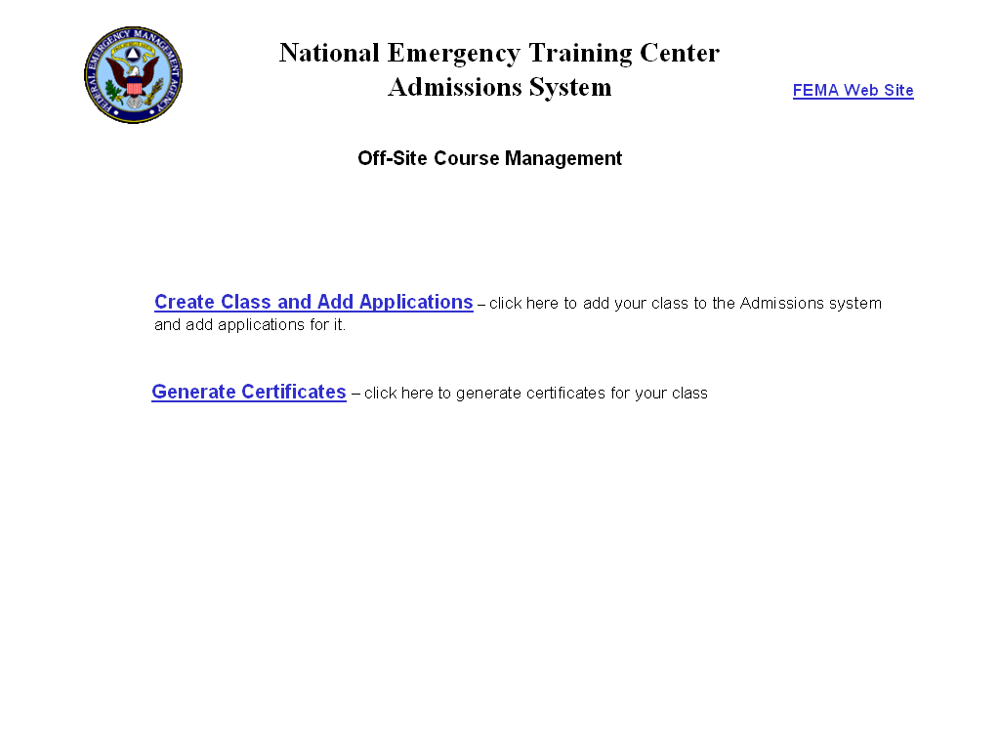 FEDERAL EMERGENCY MANAGEMENT AGENCY
National Emergency Training Center
Admissions System
FEMA Web Site
Off-Site Course Management
Create Class and Add Applications – click here to add your class to the Admissions system
and add applications for it.
Generate Certificates – click here to generate certificates for your class